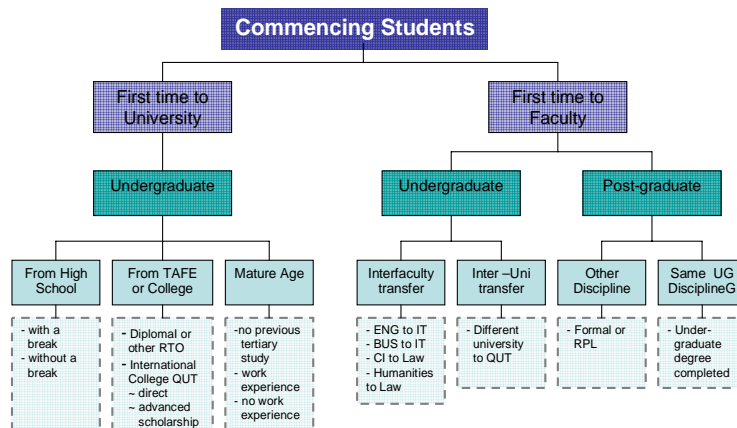 Commencing Students
First time to
University
First time to
Faculty
Undergraduate
Undergraduate
Post-graduate
From High
School
From TAFE
or College
Mature Age
Interfaculty
transfer
Inter –Uni
transfer
Other
Discipline
Same UG
DisciplineG
- with a
break
- without a
break
- Diplomal or
other RTO
- International
College QUT
~ direct
~ advanced
scholarship
-no previous
tertiary
study
- work
experience
- no work
experience
- ENG to IT
- BUS to IT
- CI to Law
- Humanities
to Law
- Different
university
to QUT
- Formal or
RPL
- Under-
graduate
degree
completed